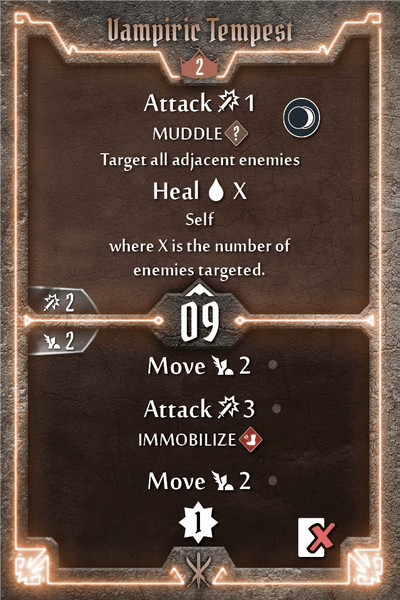 Vampiric Tempest
2
Attack 1
MUDDLE ?
Target all adjacent enemies
Heal X
Self
where X is the number of
enemies targeted.
2
09
2
Move 2
Attack 3
IMMOBILIZE
Move 2
1